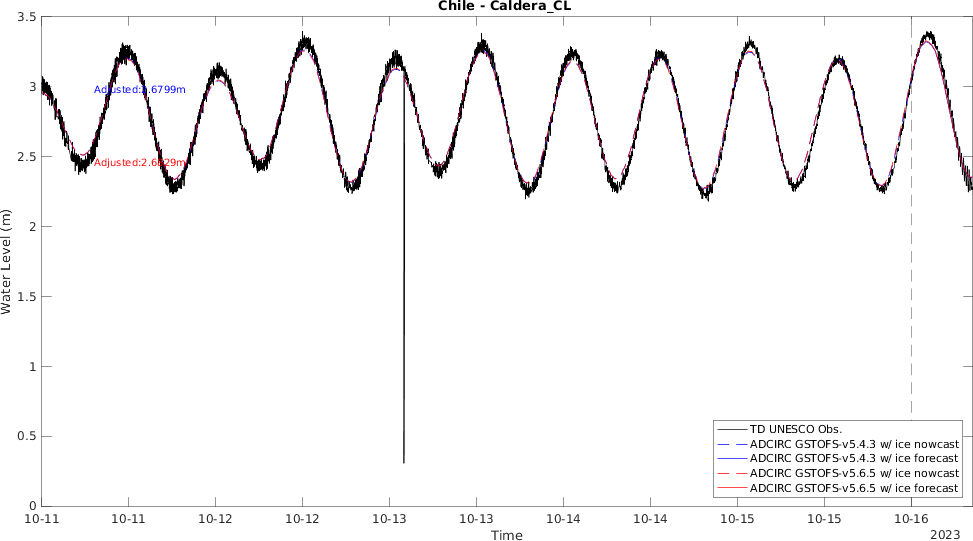 Chile - Caldera_CL
3.5
3
2.5
2
1.5
1
0.5
0
Water Level (m)
Adjusted:2.6799m
10-11
10-11
10-12
10-12
10-13
10-13
10-14
10-14
10-15
10-15
10-16
Time
2023
TD UNESCO Obs.
ADCIRC GSTOFS-v5.4.3 w/ ice nowcast
ADCIRC GSTOFS-v5.4.3 w/ ice forecast
ADCIRC GSTOFS-v5.6.5 w/ ice nowcast
ADCIRC GSTOFS-v5.6.5 w/ ice forecast